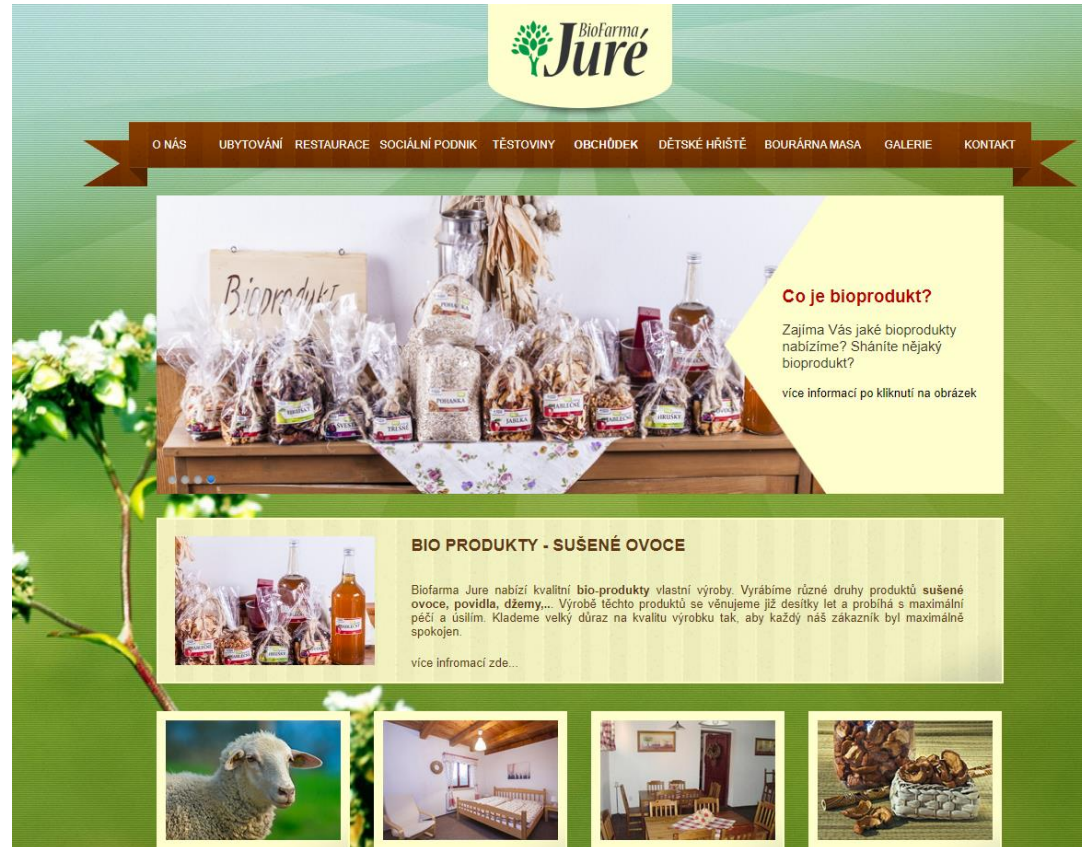 BioFarma
Juré
O NÁS UBYTOVÁNÍ RESTAURACE SOCIÁLNÍ PODNIK TĚSTOVINY OBCHŮDEK DĚTSKÉ HŘIŠTĚ BOURÁRNA MASA GALERIE KONTAKT
Bioprodukt
POHANKA
POHANKA
HRUŠKY
TŘEŠNĚ
JABLKA
HRUŠKY
Co je bioprodukt?
Zajíma Vás jaké bioprodukty
nabízíme? Sháníte nějaký
bioprodukt?
více informací po kliknutí na obrázek
BIO PRODUKTY - SUŠENÉ OVOCE
Biofarma Jure nabízí kvalitní bio-produkty vlastní výroby. Vyrábíme různé druhy produktů sušené
ovoce, povidla, džemy,... Výrobě těchto produktů se věnujeme již desítky let a probíhá s maximální
péčí a úsilím. Klademe velký důraz na kvalitu výrobku tak, aby každý náš zákazník byl maximálně
spokojen.
více infromací zde...